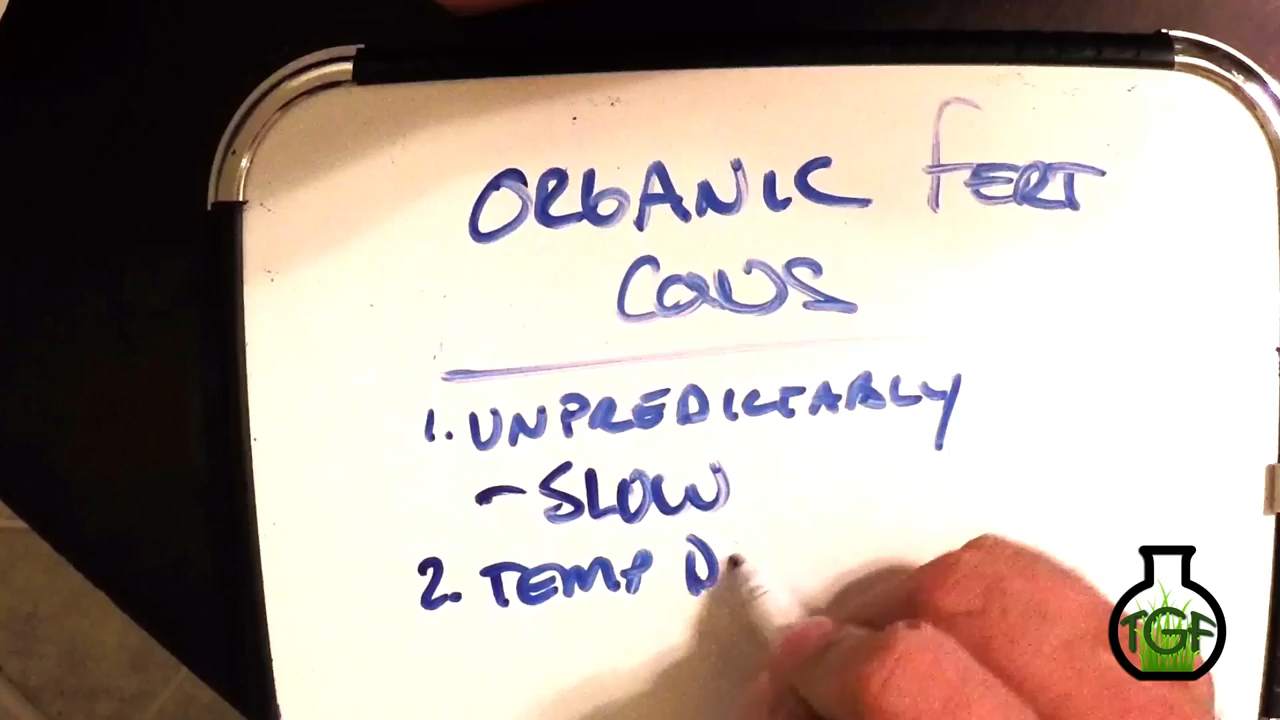 ORGANIC FERT
CONS
1. UNPREDICTABLY
- SLOW
2. TEMP D
TGF